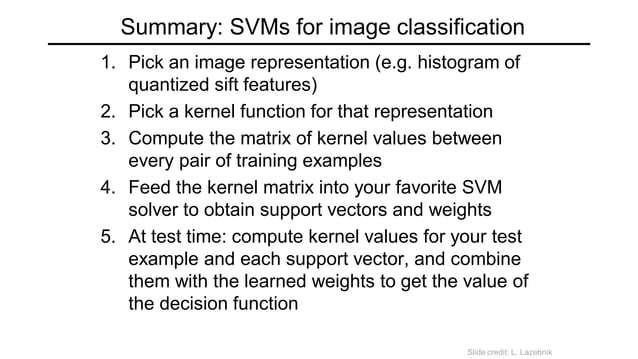 Summary: SVMs for image classification
1. Pick an image representation (e.g. histogram of
quantized sift features)
2. Pick a kernel function for that representation
3. Compute the matrix of kernel values between
every pair of training examples
4. Feed the kernel matrix into your favorite SVM
solver to obtain support vectors and weights
5. At test time: compute kernel values for your test
example and each support vector, and combine
them with the learned weights to get the value of
the decision function
Slide credit: L. Lazebnik